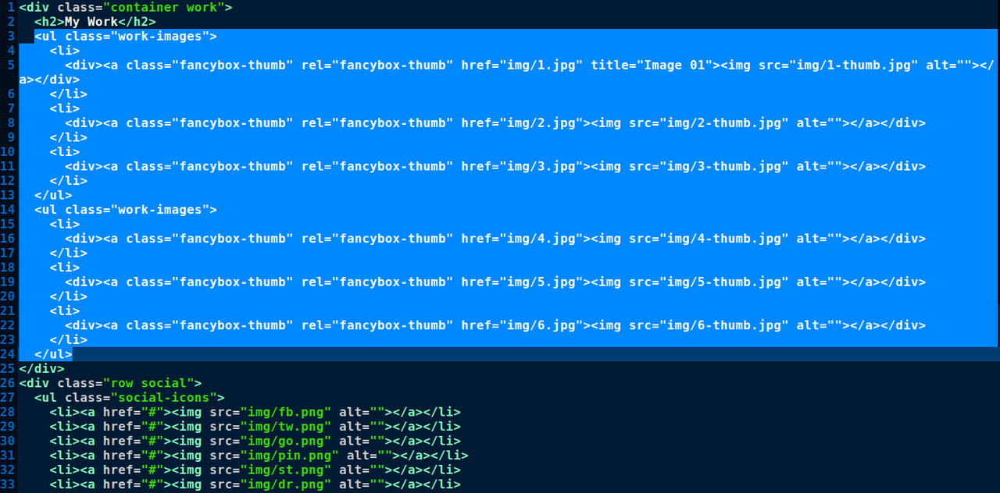 1 <div class="container work">
2   <h2>My Work</h2>
3   <ul class="work-images">
4     <li>
5       <div><a class="fancybox-thumb" rel="fancybox-thumb" href="img/1.jpg" title="Image 01"><img src="img/1-thumb.jpg" alt=""></
a></div>
6     </li>
7     <li>
8       <div><a class="fancybox-thumb" rel="fancybox-thumb" href="img/2.jpg"><img src="img/2-thumb.jpg" alt=""></a></div>
9     </li>
10     <li>
11       <div><a class="fancybox-thumb" rel="fancybox-thumb" href="img/3.jpg"><img src="img/3-thumb.jpg" alt=""></a></div>
12     </li>
13   </ul>
14   <ul class="work-images">
15     <li>
16       <div><a class="fancybox-thumb" rel="fancybox-thumb" href="img/4.jpg"><img src="img/4-thumb.jpg" alt=""></a></div>
17     </li>
18     <li>
19       <div><a class="fancybox-thumb" rel="fancybox-thumb" href="img/5.jpg"><img src="img/5-thumb.jpg" alt=""></a></div>
20     </li>
21     <li>
22       <div><a class="fancybox-thumb" rel="fancybox-thumb" href="img/6.jpg"><img src="img/6-thumb.jpg" alt=""></a></div>
23     </li>
24   </ul>
25 </div>
26 <div class="row social">
27   <ul class="social-icons">
28     <li><a href="#"><img src="img/fb.png" alt=""></a></li>
29     <li><a href="#"><img src="img/tw.png" alt=""></a></li>
30     <li><a href="#"><img src="img/go.png" alt=""></a></li>
31     <li><a href="#"><img src="img/pin.png" alt=""></a></li>
32     <li><a href="#"><img src="img/st.png" alt=""></a></li>
33     <li><a href="#"><img src="img/dr.png" alt=""></a></li>